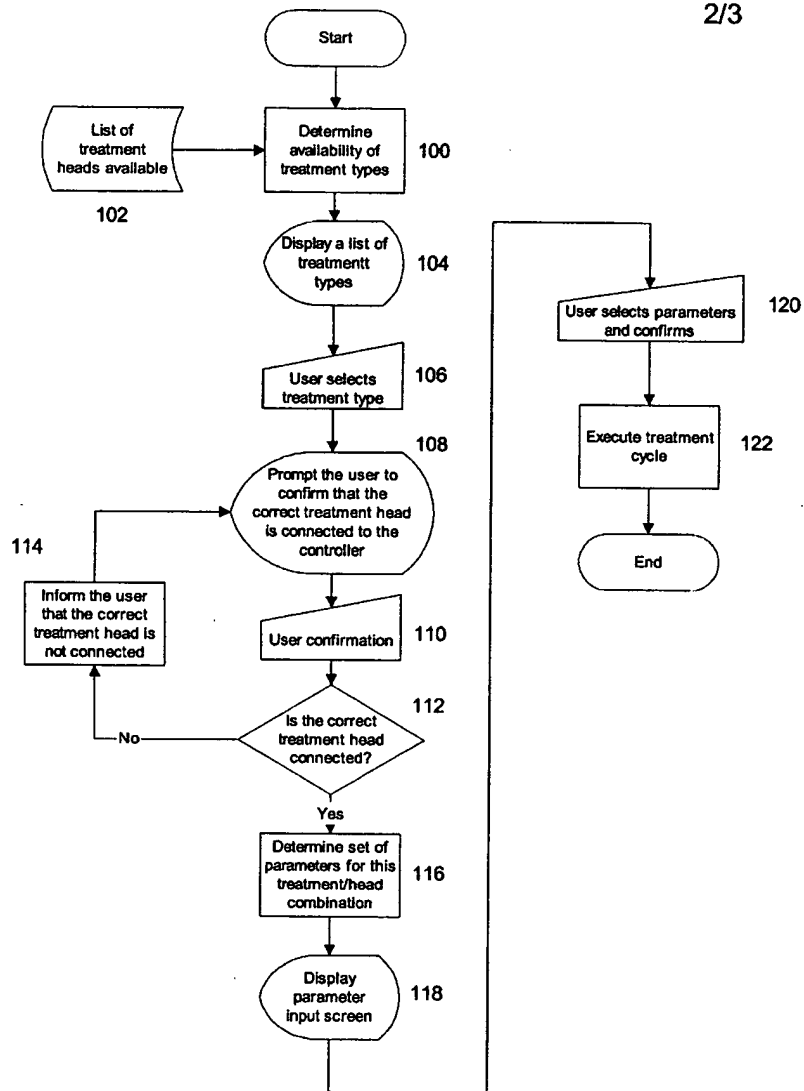 2/3
Start
List of
treatment
heads available
102
Determine
availability of
treatment types
100
Display a list of
treatmentt
types
104
User selects
treatment type
106
108
Prompt the user to
confirm that the
correct treatment head
is connected to the
controller
114
Inform the user
that the correct
treatment head is
not connected
User confirmation
110
112
Is the correct
treatment head
connected?
No
Yes
Determine set of
parameters for this
treatment/head
combination
116
Display
parameter
input screen
118
User selects parameters
and confirms
120
Execute treatment
cycle
122
End